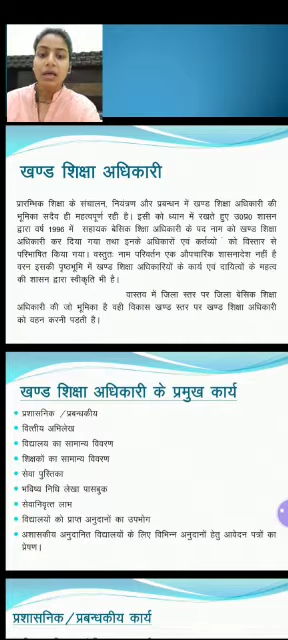 खण्ड शिक्षा अधिकारी
प्रारम्भिक शिक्षा के संचालन, नियंत्रण और प्रबन्धन में खण्ड शिक्षा अधिकारी की
भूमिका सदैव ही महत्वपूर्ण रही है। इसी को ध्यान में रखते हुए उ0प्र0 शासन
द्वारा वर्ष 1996 में सहायक बेसिक शिक्षा अधिकारी के पद नाम को खण्ड शिक्षा
अधिकारी कर दिया गया तथा इनके अधिकारों एवं कर्तव्यो को विस्तार से
परिभाषित किया गया। वस्तुतः नाम परिवर्तन एक औपचारिक शासनादेश नहीं है
वरन इसकी पृष्ठभूमि में खण्ड शिक्षा अधिकारियों के कार्य एवं दायित्वों के महत्व
की शासन द्वारा स्वीकृति भी है।
वास्तव में जिला स्तर पर जिला बेसिक शिक्षा
अधिकारी की जो भूमिका है वही विकास खण्ड स्तर पर खण्ड शिक्षा अधिकारी
को वहन करनी पडती है।
खण्ड शिक्षा अधिकारी के प्रमुख कार्य
प्रशासनिक /प्रबन्धकीय
वित्तीय अभिलेख
विद्यालय का सामान्य विवरण
शिक्षकों का सामान्य विवरण
सेवा पुस्तिका
भविष्य निधि लेखा पासबुक
सेवानिवृत्त लाभ
विद्यालयों को प्राप्त अनुदानों का उपभोग
अशासकीय अनुदानित विद्यालयों के लिए विभिन्न अनुदानों हेतु आवेदन पत्रों का
प्रेषण।
प्रशासनिक/प्रबन्धकीय कार्य